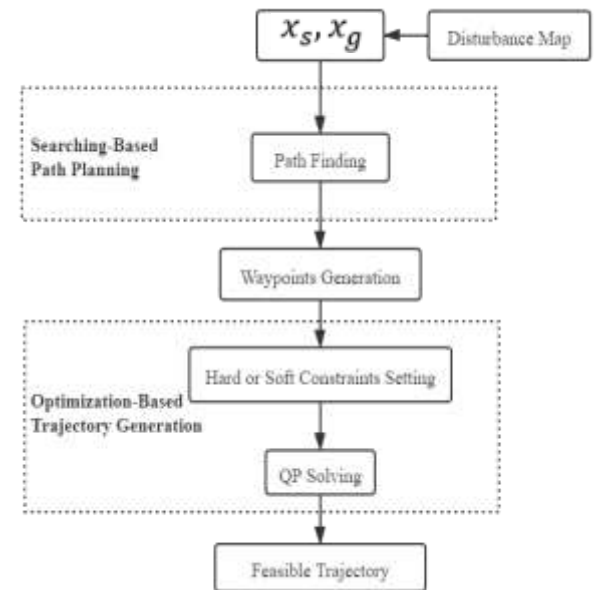 x_s, x_g
Disturbance Map
Searching-Based
Path Planning
Path Finding
Waypoints Generation
Hard or Soft Constraints Setting
Optimization-Based
Trajectory Generation
QP Solving
Feasible Trajectory